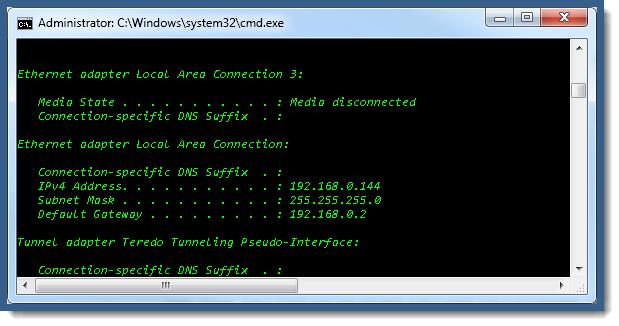 Administrator: C:\Windows\system32\cmd.exe
Ethernet adapter Local Area Connection 3:
Media State . . . . . . . . . . . : Media disconnected
Connection-specific DNS Suffix . :
Ethernet adapter Local Area Connection:
Connection-specific DNS Suffix . :
IPv4 Address. . . . . . . . . . . : 192.168.0.144
Subnet Mask . . . . . . . . . . . : 255.255.255.0
Default Gateway . . . . . . . . . : 192.168.0.2
Tunnel adapter Teredo Tunneling Pseudo-Interface:
Connection-specific DNS Suffix . :